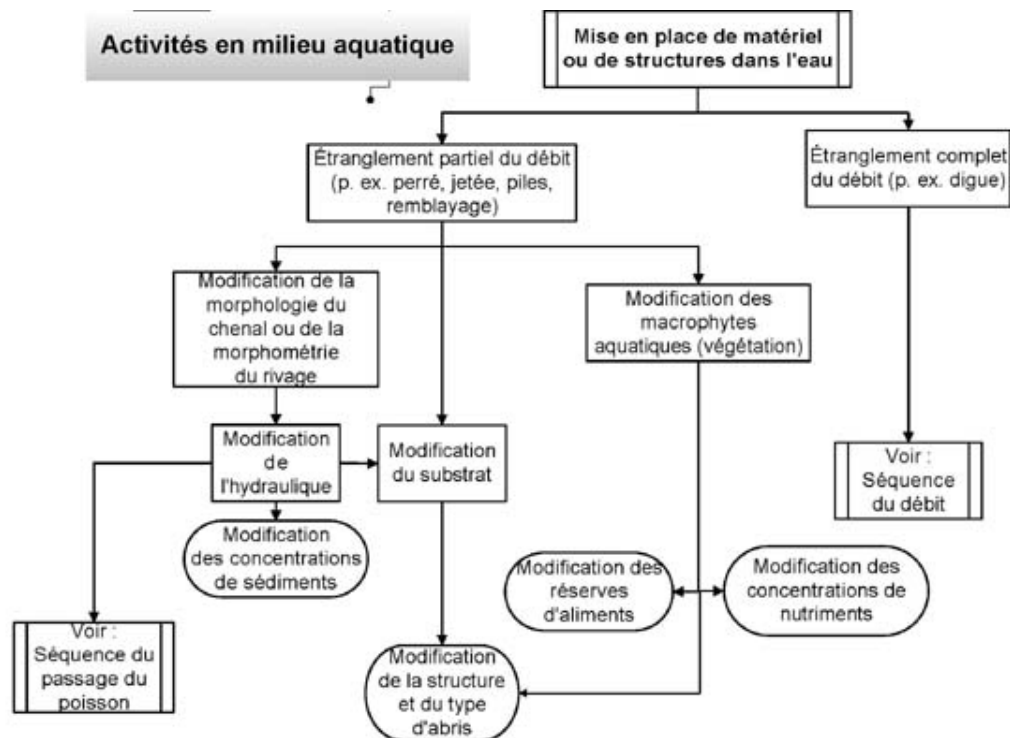 Activités en milieu aquatique
Mise en place de matériel
ou de structures dans l'eau
Étranglement partiel du débit
(p. ex. perré, jetée, piles,
remblayage)
Étranglement complet
du débit (p. ex. digue)
Modification de la
morphologie du
chenal ou de la
morphométrie
du rivage
Modification des
macrophytes
aquatiques (végétation)
Modification
de
l'hydraulique
Modification
du substrat
Voir :
Séquence
du débit
Modification
des concentrations
de sédiments
Modification des
réserves
d'aliments
Modification des
concentrations de
nutriments
Voir :
Séquence du
passage du
poisson
Modification
de la structure
et du type
d'abris